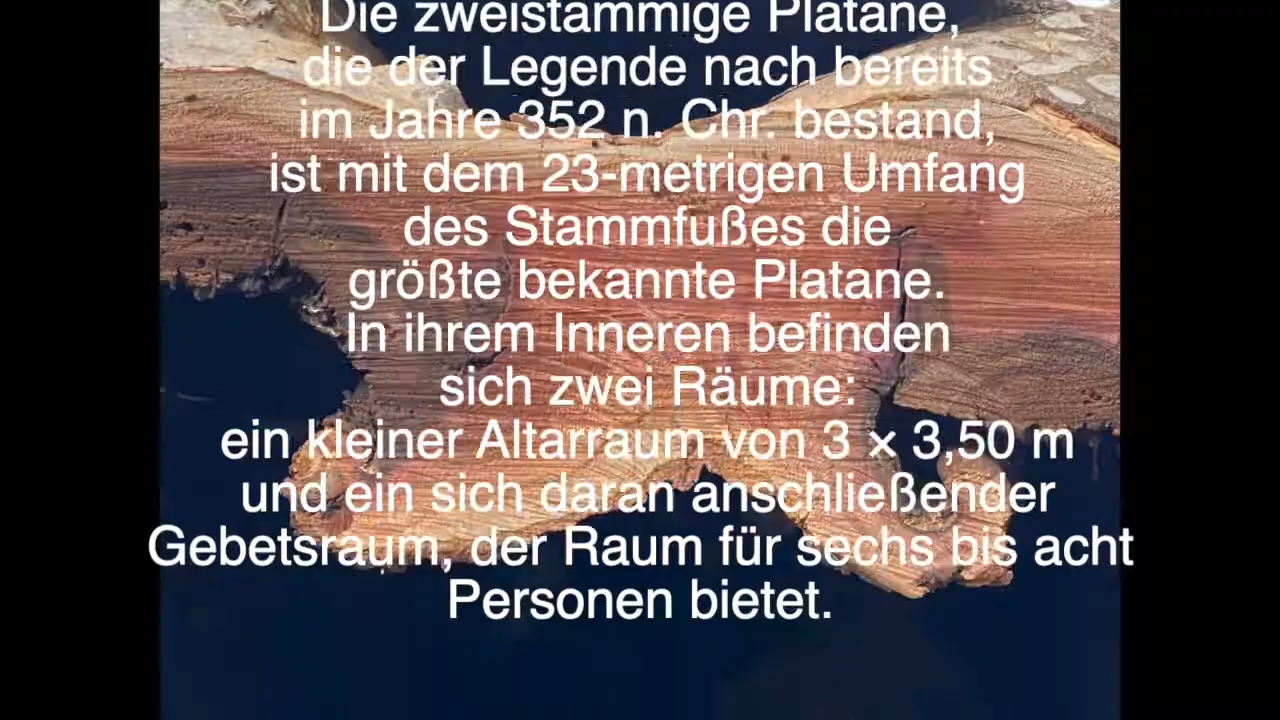 Die zweistämmige Platane,
die der Legende nach bereits
im Jahre 352 n. Chr. bestand,
ist mit dem 23-metrigen Umfang
des Stammfußes die
größte bekannte Platane.
In ihrem Inneren befinden
sich zwei Räume:
ein kleiner Altarraum von 3 × 3,50 m
und ein sich daran anschließender
Gebetsraum, der Raum für sechs bis acht
Personen bietet.